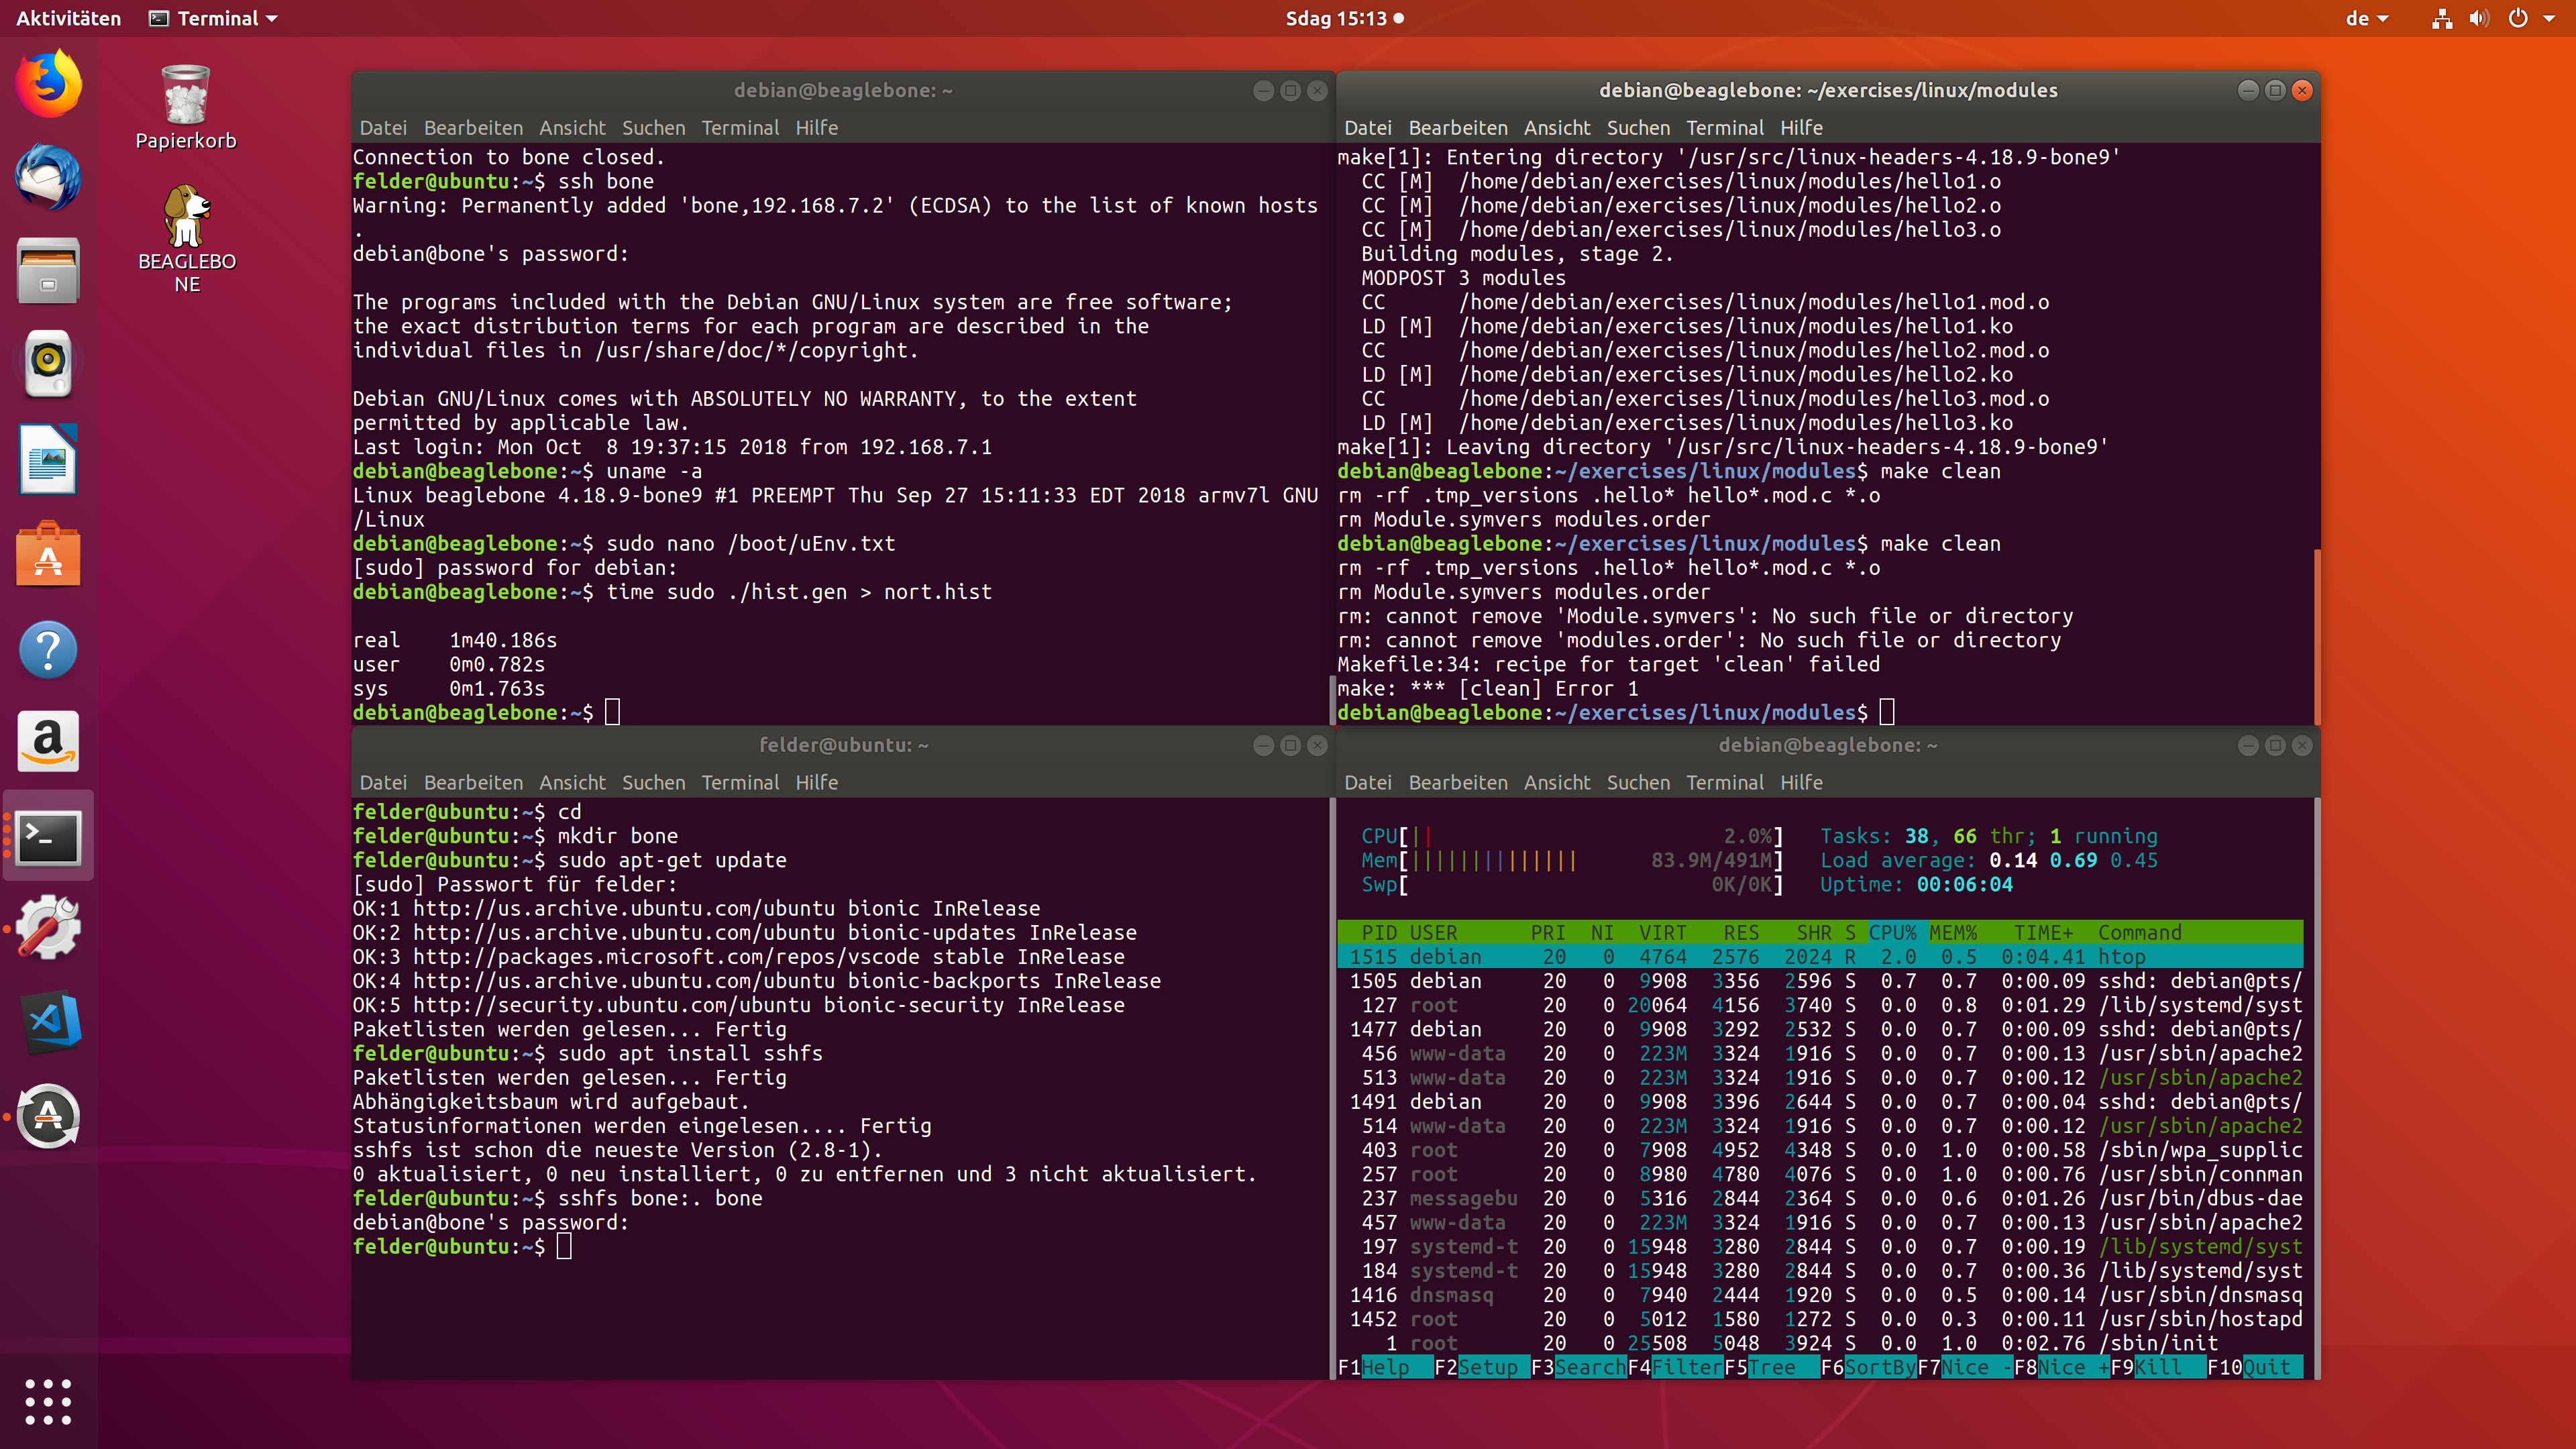 Aktivitäten Terminal Sdag 15:13 de
Papierkorb
BEAGLEBO
NE
debian@beaglebone: ~
Datei Bearbeiten Ansicht Suchen Terminal Hilfe
Connection to bone closed.
felder@ubuntu:~$ ssh bone
Warning: Permanently added 'bone,192.168.7.2' (ECDSA) to the list of known hosts
.
debian@bone's password:
The programs included with the Debian GNU/Linux system are free software;
the exact distribution terms for each program are described in the
individual files in /usr/share/doc/*/copyright.
Debian GNU/Linux comes with ABSOLUTELY NO WARRANTY, to the extent
permitted by applicable law.
Last login: Mon Oct  8 19:37:15 2018 from 192.168.7.1
debian@beaglebone:~$ uname -a
Linux beaglebone 4.18.9-bone9 #1 PREEMPT Thu Sep 27 15:11:33 EDT 2018 armv7l GNU
/Linux
debian@beaglebone:~$ sudo nano /boot/uEnv.txt
[sudo] password for debian:
debian@beaglebone:~$ time sudo ./hist.gen > nort.hist
real    1m40.186s
user    0m0.782s
sys     0m1.763s
debian@beaglebone:~$
debian@beaglebone: ~/exercises/linux/modules
Datei Bearbeiten Ansicht Suchen Terminal Hilfe
make[1]: Entering directory '/usr/src/linux-headers-4.18.9-bone9'
CC [M]  /home/debian/exercises/linux/modules/hello1.o
CC [M]  /home/debian/exercises/linux/modules/hello2.o
CC [M]  /home/debian/exercises/linux/modules/hello3.o
Building modules, stage 2.
MODPOST 3 modules
CC      /home/debian/exercises/linux/modules/hello1.mod.o
LD [M]  /home/debian/exercises/linux/modules/hello1.ko
CC      /home/debian/exercises/linux/modules/hello2.mod.o
LD [M]  /home/debian/exercises/linux/modules/hello2.ko
CC      /home/debian/exercises/linux/modules/hello3.mod.o
LD [M]  /home/debian/exercises/linux/modules/hello3.ko
make[1]: Leaving directory '/usr/src/linux-headers-4.18.9-bone9'
debian@beaglebone:~/exercises/linux/modules$ make clean
rm -rf .tmp_versions .hello* hello*.mod.c *.o
rm Module.symvers modules.order
debian@beaglebone:~/exercises/linux/modules$ make clean
rm -rf .tmp_versions .hello* hello*.mod.c *.o
rm Module.symvers modules.order
rm: cannot remove 'Module.symvers': No such file or directory
rm: cannot remove 'modules.order': No such file or directory
Makefile:34: recipe for target 'clean' failed
make: *** [clean] Error 1
debian@beaglebone:~/exercises/linux/modules$
felder@ubuntu: ~
Datei Bearbeiten Ansicht Suchen Terminal Hilfe
felder@ubuntu:~$ cd
felder@ubuntu:~$ mkdir bone
felder@ubuntu:~$ sudo apt-get update
[sudo] Passwort für felder:
OK:1 http://us.archive.ubuntu.com/ubuntu bionic InRelease
OK:2 http://us.archive.ubuntu.com/ubuntu bionic-updates InRelease
OK:3 http://packages.microsoft.com/repos/vscode stable InRelease
OK:4 http://us.archive.ubuntu.com/ubuntu bionic-backports InRelease
OK:5 http://security.ubuntu.com/ubuntu bionic-security InRelease
Paketlisten werden gelesen... Fertig
felder@ubuntu:~$ sudo apt install sshfs
Paketlisten werden gelesen... Fertig
Abhängigkeitsbaum wird aufgebaut.
Statusinformationen werden eingelesen.... Fertig
sshfs ist schon die neueste Version (2.8-1).
0 aktualisiert, 0 neu installiert, 0 zu entfernen und 3 nicht aktualisiert.
felder@ubuntu:~$ sshfs bone:. bone
debian@bone's password:
felder@ubuntu:~$
debian@beaglebone: ~
Datei Bearbeiten Ansicht Suchen Terminal Hilfe
CPU[|| 2.0%] Tasks: 38, 66 thr; 1 running
Mem[|||||||||||||| 83.9M/491M] Load average: 0.14 0.69 0.45
Swp[ 0K/0K] Uptime: 00:06:04
PID USER PRI NI VIRT RES SHR S CPU% MEM% TIME+ Command
1515 debian 20 0 4764 2576 2024 R 2.0 0.5 0:04.41 htop
1505 debian 20 0 9908 3356 2596 S 0.7 0.7 0:00.09 sshd: debian@pts/
127 root 20 0 20064 4156 3740 S 0.0 0.8 0:01.29 /lib/systemd/syst
1477 debian 20 0 9908 3292 2532 S 0.0 0.7 0:00.09 sshd: debian@pts/
456 www-data 20 0 223M 3324 1916 S 0.0 0.7 0:00.13 /usr/sbin/apache2
513 www-data 20 0 223M 3324 1916 S 0.0 0.7 0:00.12 /usr/sbin/apache2
1491 debian 20 0 9908 3396 2644 S 0.0 0.7 0:00.04 sshd: debian@pts/
514 www-data 20 0 223M 3324 1916 S 0.0 0.7 0:00.12 /usr/sbin/apache2
403 root 20 0 7908 4952 4348 S 0.0 1.0 0:00.58 /sbin/wpa_supplic
257 root 20 0 8980 4780 4076 S 0.0 1.0 0:00.76 /usr/sbin/connman
237 messagebu 20 0 5316 2844 2364 S 0.0 0.6 0:01.26 /usr/bin/dbus-dae
457 www-data 20 0 223M 3324 1916 S 0.0 0.7 0:00.13 /usr/sbin/apache2
197 systemd-t 20 0 15948 3280 2844 S 0.0 0.7 0:00.19 /lib/systemd/syst
184 systemd-t 20 0 15948 3280 2844 S 0.0 0.7 0:00.36 /lib/systemd/syst
1416 dnsmasq 20 0 7940 2444 1920 S 0.0 0.5 0:00.14 /usr/sbin/dnsmasq
1452 root 20 0 5012 1580 1272 S 0.0 0.3 0:00.11 /usr/sbin/hostapd
1 root 20 0 25508 5048 3924 S 0.0 1.0 0:02.76 /sbin/init
F1Help F2Setup F3SearchF4FilterF5Tree F6SortByF7Nice -F8Nice +F9Kill F10Quit